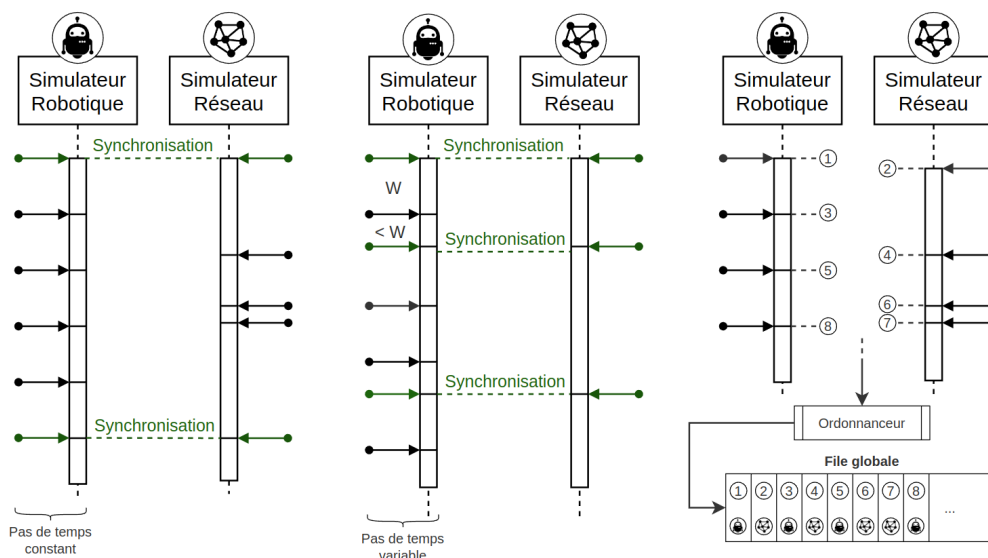 Simulateur
Robotique
Simulateur
Réseau
Synchronisation
Synchronisation
Pas de temps
constant
Simulateur
Robotique
Simulateur
Réseau
Synchronisation
W
< W
Synchronisation
Synchronisation
Pas de temps
variable
Simulateur
Robotique
Simulateur
Réseau
1
2
3
4
5
6
7
8
Ordonnanceur
File globale
1 2 3 4 5 6 7 8
...